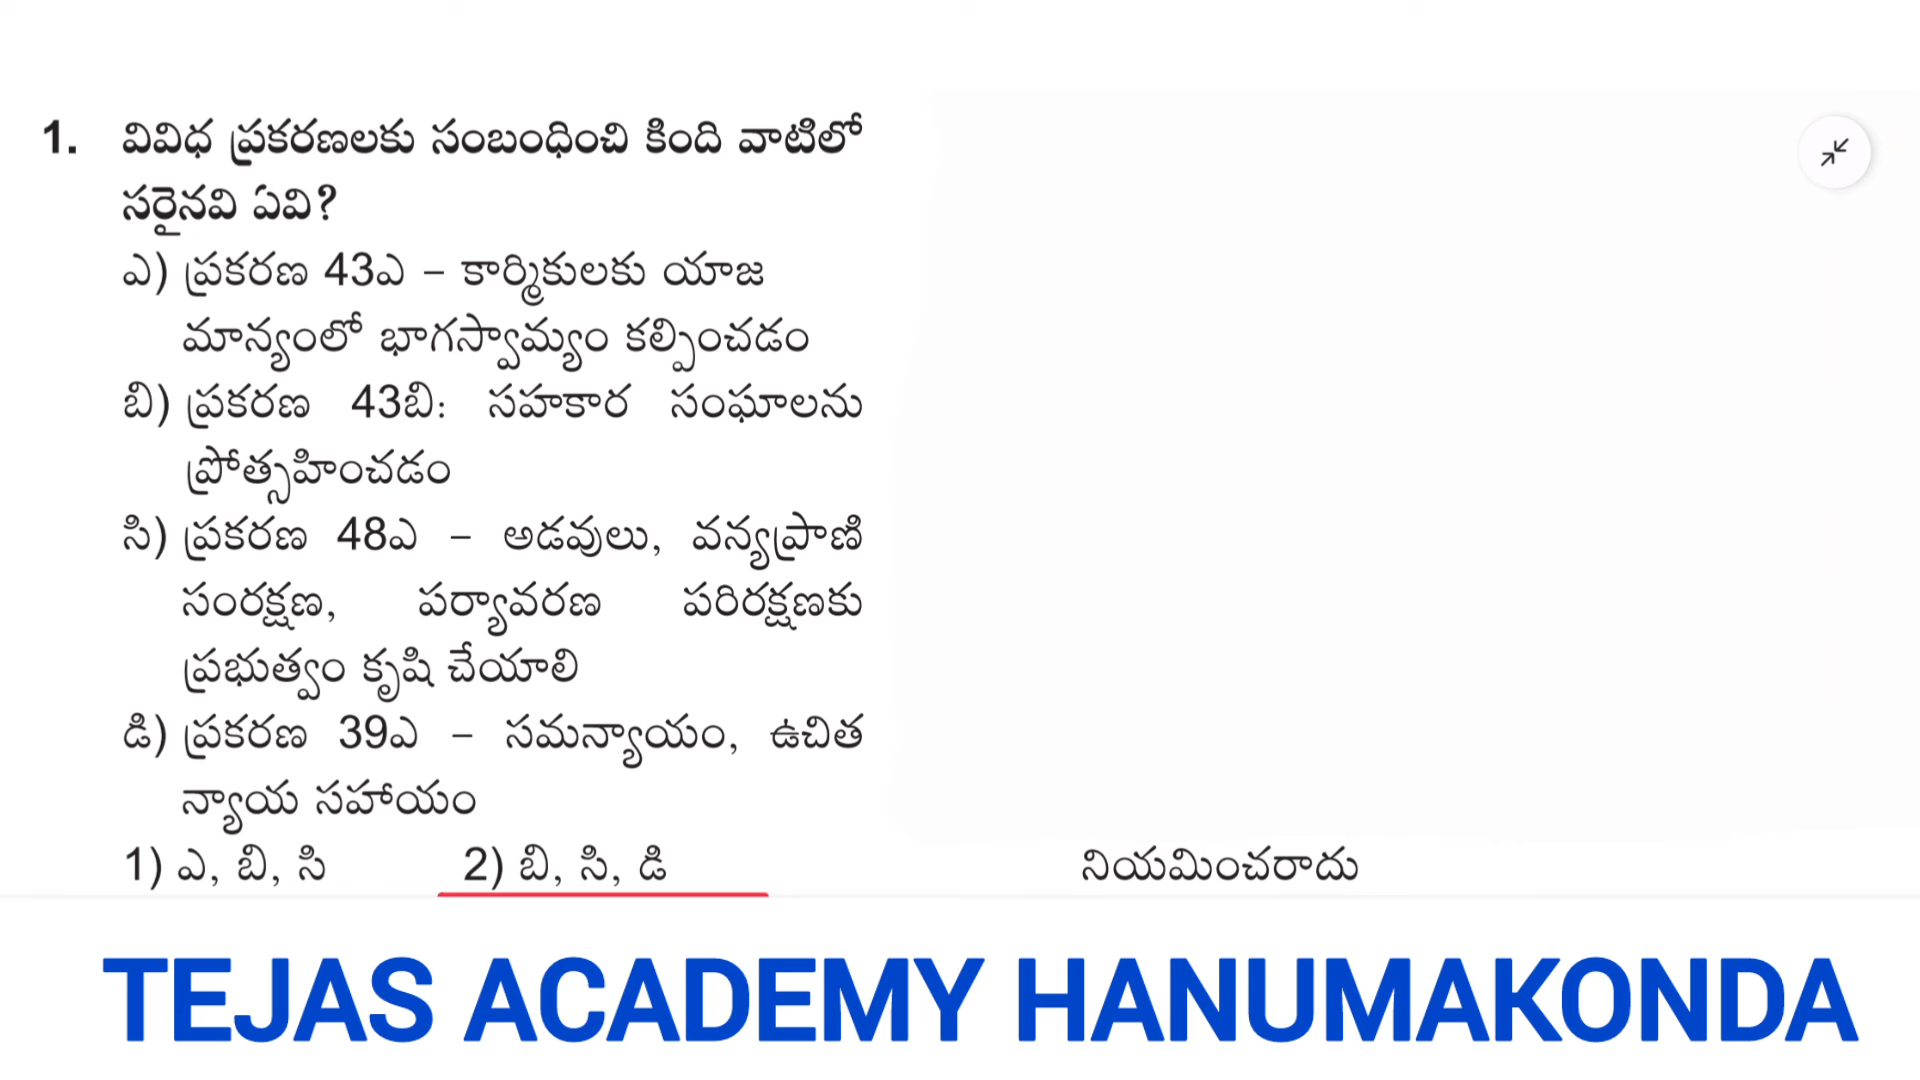 1. వివిధ ప్రకరణలకు సంబంధించి కింది వాటిలో
సరైనవి ఏవి?
ఎ) ప్రకరణ 43ఎ – కార్మికులకు యాజ
మాన్యంలో భాగస్వామ్యం కల్పించడం
బి) ప్రకరణ 43బి: సహకార సంఘాలను
ప్రోత్సహించడం
సి) ప్రకరణ 48ఎ – అడవులు, వన్యప్రాణి
సంరక్షణ, పర్యావరణ పరిరక్షణకు
ప్రభుత్వం కృషి చేయాలి
డి) ప్రకరణ 39ఎ – సమన్యాయం, ఉచిత
న్యాయ సహాయం
1) ఎ, బి, సి 2) బి, సి, డి
నియమించరాదు
TEJAS ACADEMY HANUMAKONDA